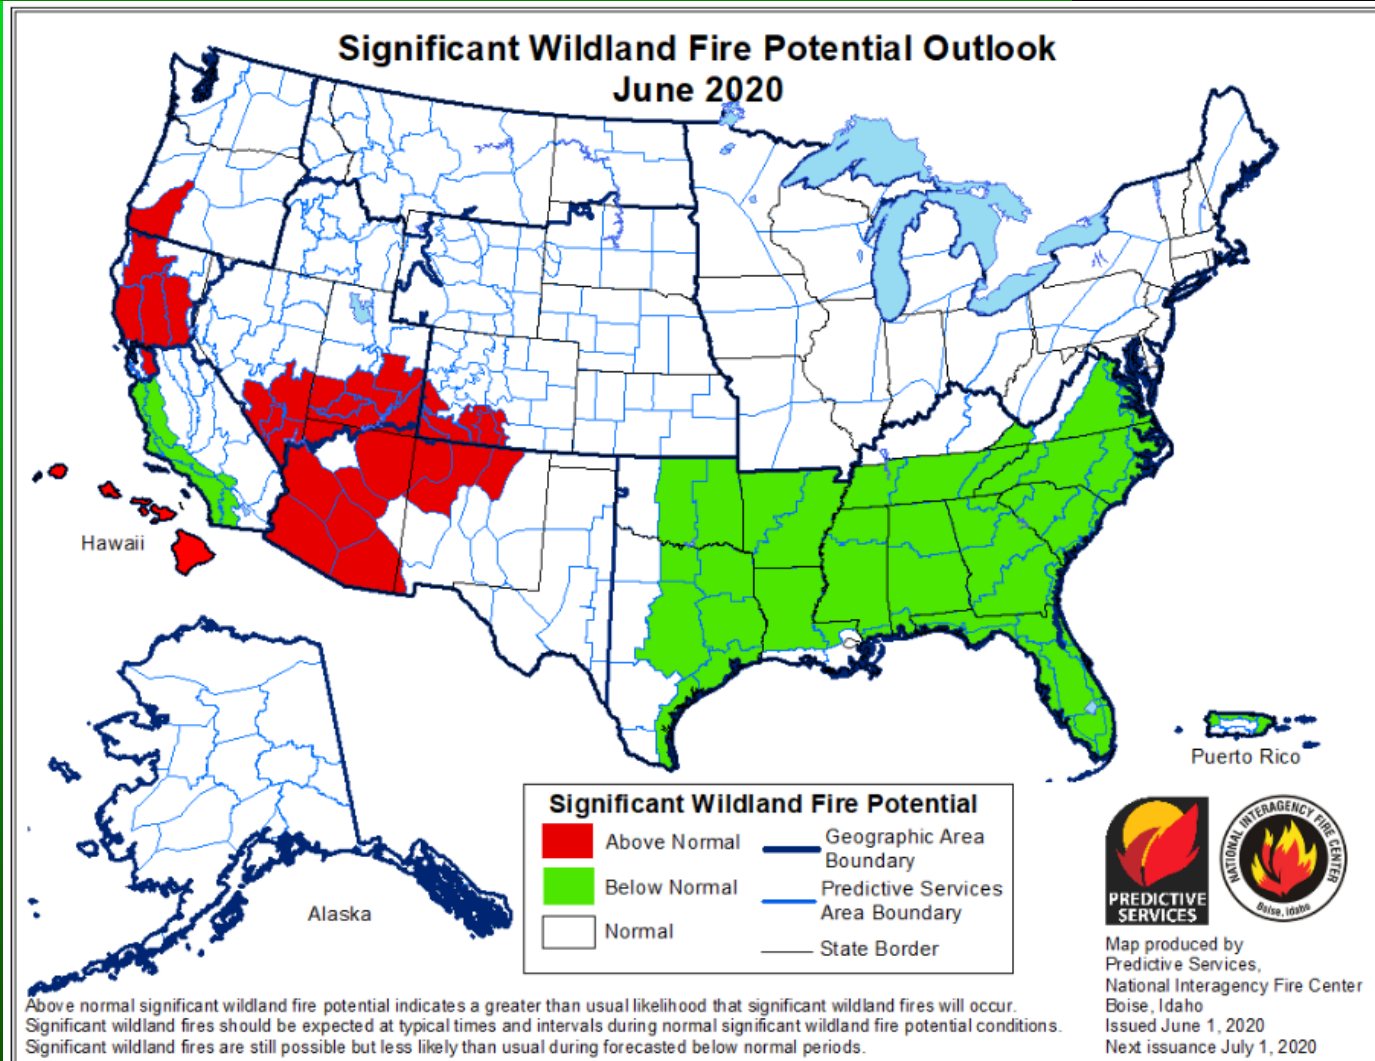 Significant Wildland Fire Potential Outlook
June 2020
Hawaii
Alaska
Puerto Rico
Significant Wildland Fire Potential
Above Normal
Below Normal
Normal
Geographic Area
Boundary
Predictive Services
Area Boundary
State Border
PREDICTIVE
SERVICES
NATIONAL INTERAGENCY FIRE CENTER
Boise, Idaho
Map produced by
Predictive Services,
National Interagency Fire Center
Boise, Idaho
Issued June 1, 2020
Next issuance July 1, 2020
Above normal significant wildland fire potential indicates a greater than usual likelihood that significant wildland fires will occur.
Significant wildland fires should be expected at typical times and intervals during normal significant wildland fire potential conditions.
Significant wildland fires are still possible but less likely than usual during forecasted below normal periods.